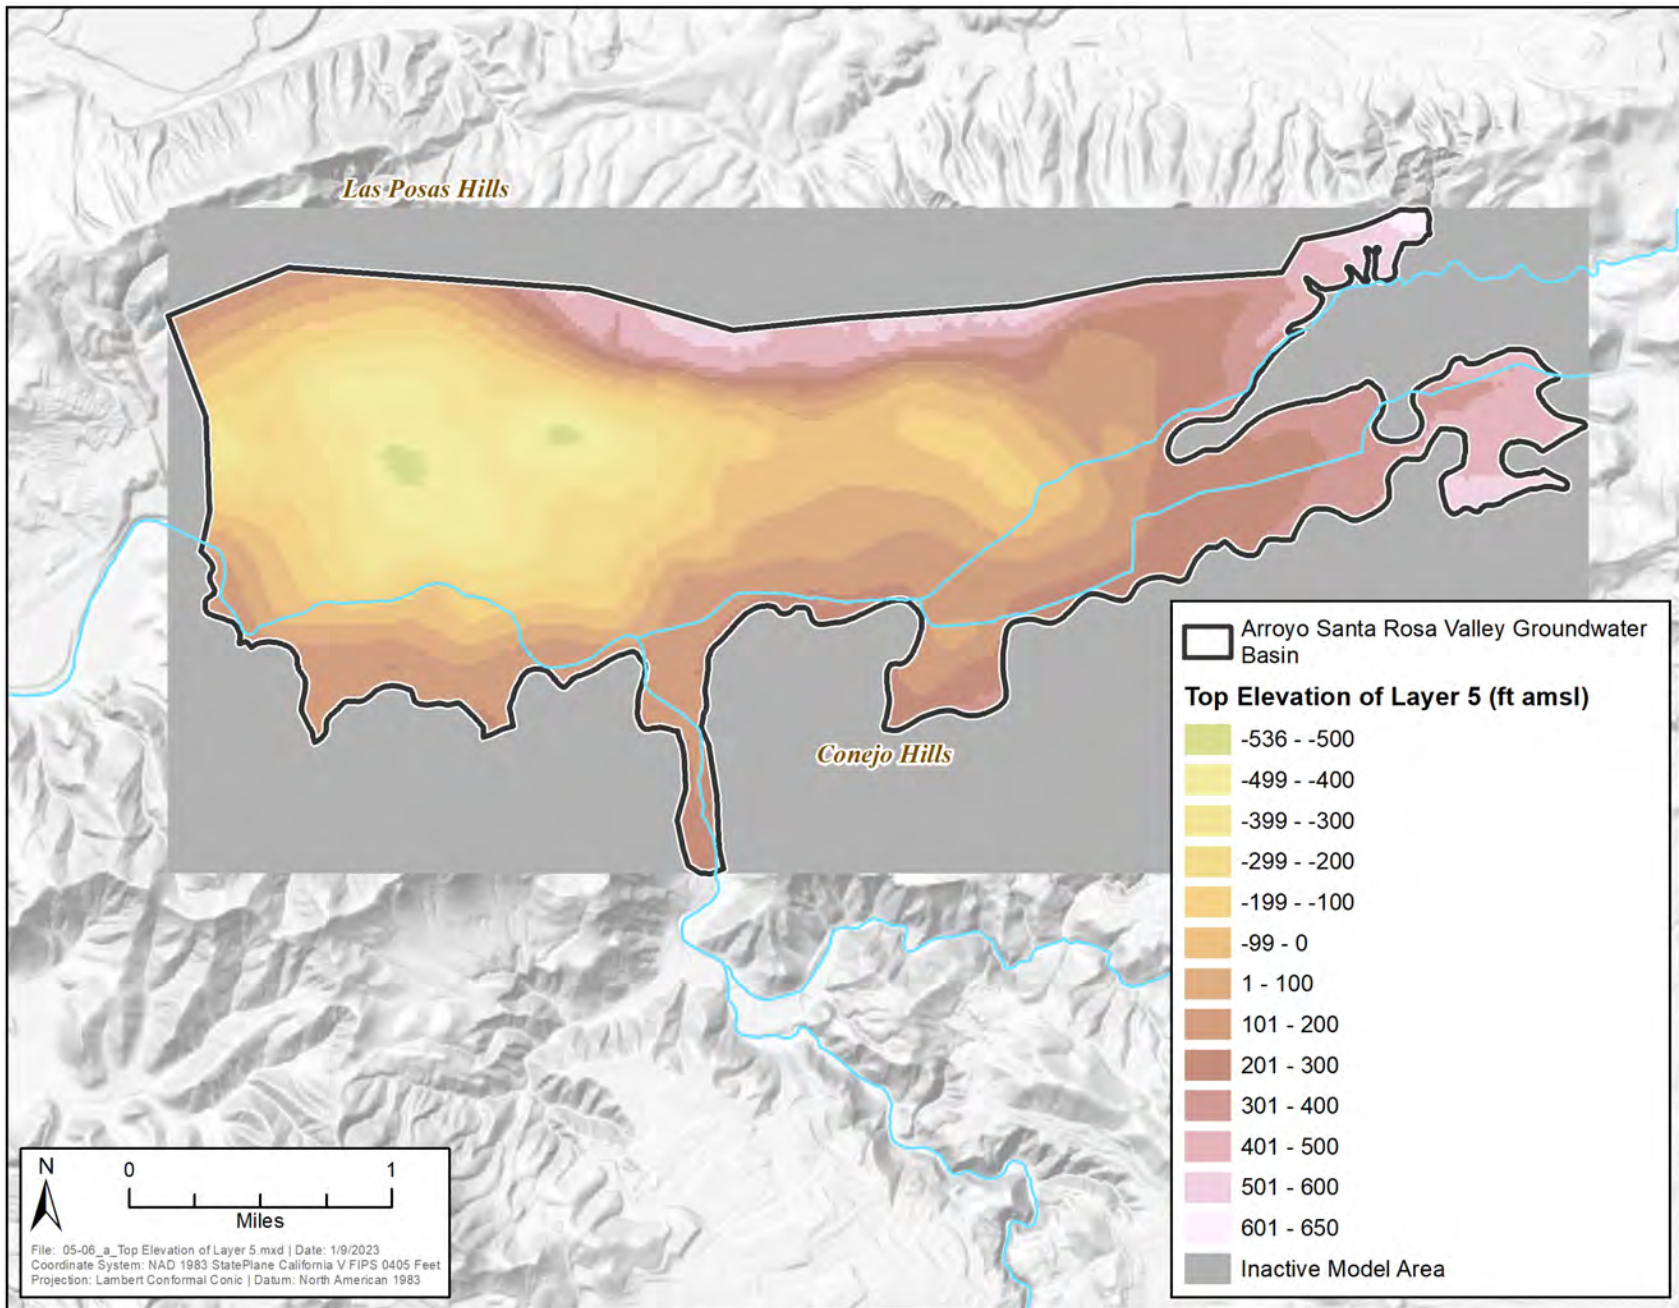 Las Posas Hills
Conejo Hills
Arroyo Santa Rosa Valley Groundwater
Basin
Top Elevation of Layer 5 (ft amsl)
-536 - -500
-499 - -400
-399 - -300
-299 - -200
-199 - -100
-99 - 0
1 - 100
101 - 200
201 - 300
301 - 400
401 - 500
501 - 600
601 - 650
Inactive Model Area
N
0 1
Miles
File: 05-06_a_Top Elevation of Layer 5.mxd | Date: 1/9/2023
Coordinate System: NAD 1983 StatePlane California V FIPS 0405 Feet
Projection: Lambert Conformal Conic | Datum: North American 1983